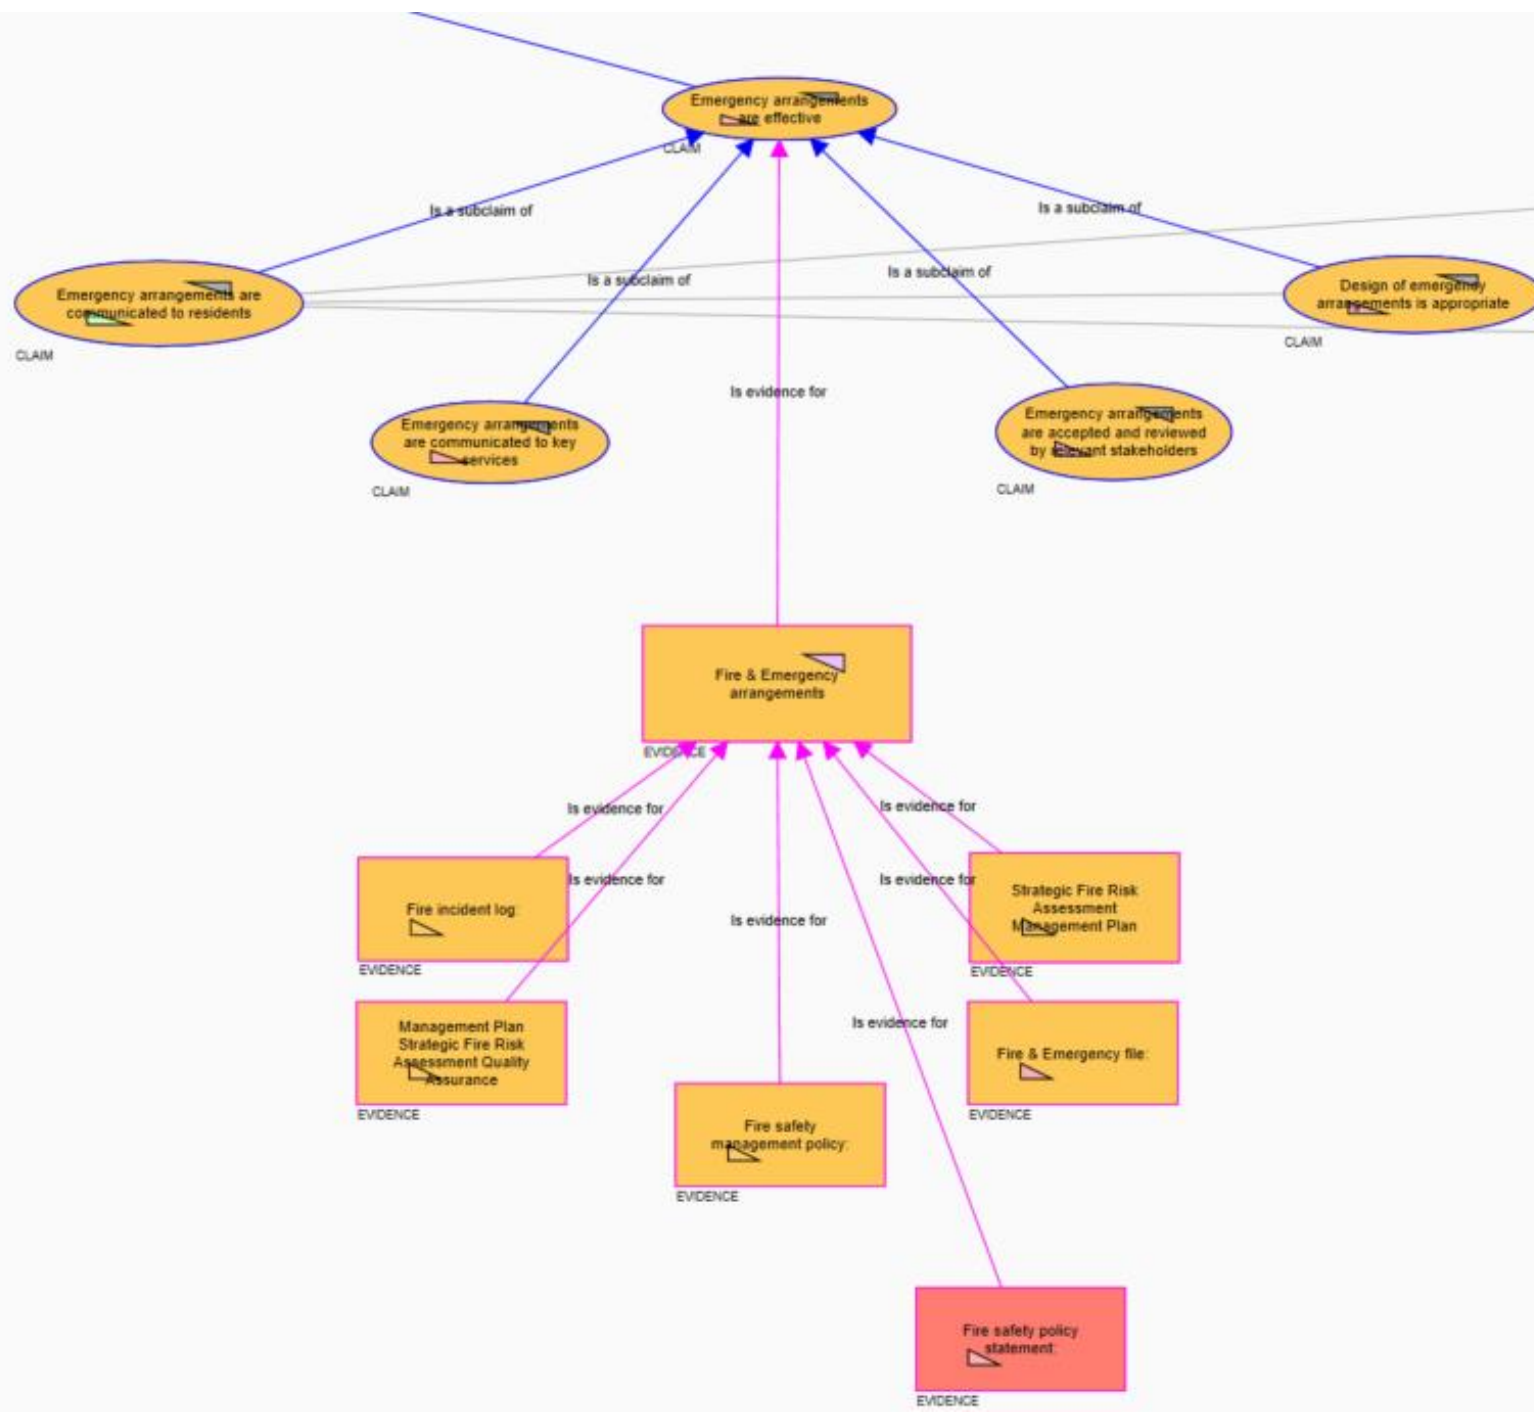 Emergency arrangements
are effective
CLAIM
Is a subclaim of
Is a subclaim of
Is a subclaim of
Is a subclaim of
Emergency arrangements are
communicated to residents
CLAIM
Design of emergency
arrangements is appropriate
CLAIM
Is evidence for
Emergency arrangements
are communicated to key
services
CLAIM
Emergency arrangements
are accepted and reviewed
by relevant stakeholders
CLAIM
Fire & Emergency
arrangements
EVIDENCE
Is evidence for
Is evidence for
Is evidence for
Is evidence for
Is evidence for
Is evidence for
Fire incident log:
EVIDENCE
Strategic Fire Risk
Assessment
Management Plan
EVIDENCE
Management Plan
Strategic Fire Risk
Assessment Quality
Assurance
EVIDENCE
Fire & Emergency file:
EVIDENCE
Fire safety
management policy:
EVIDENCE
Fire safety policy
statement:
EVIDENCE